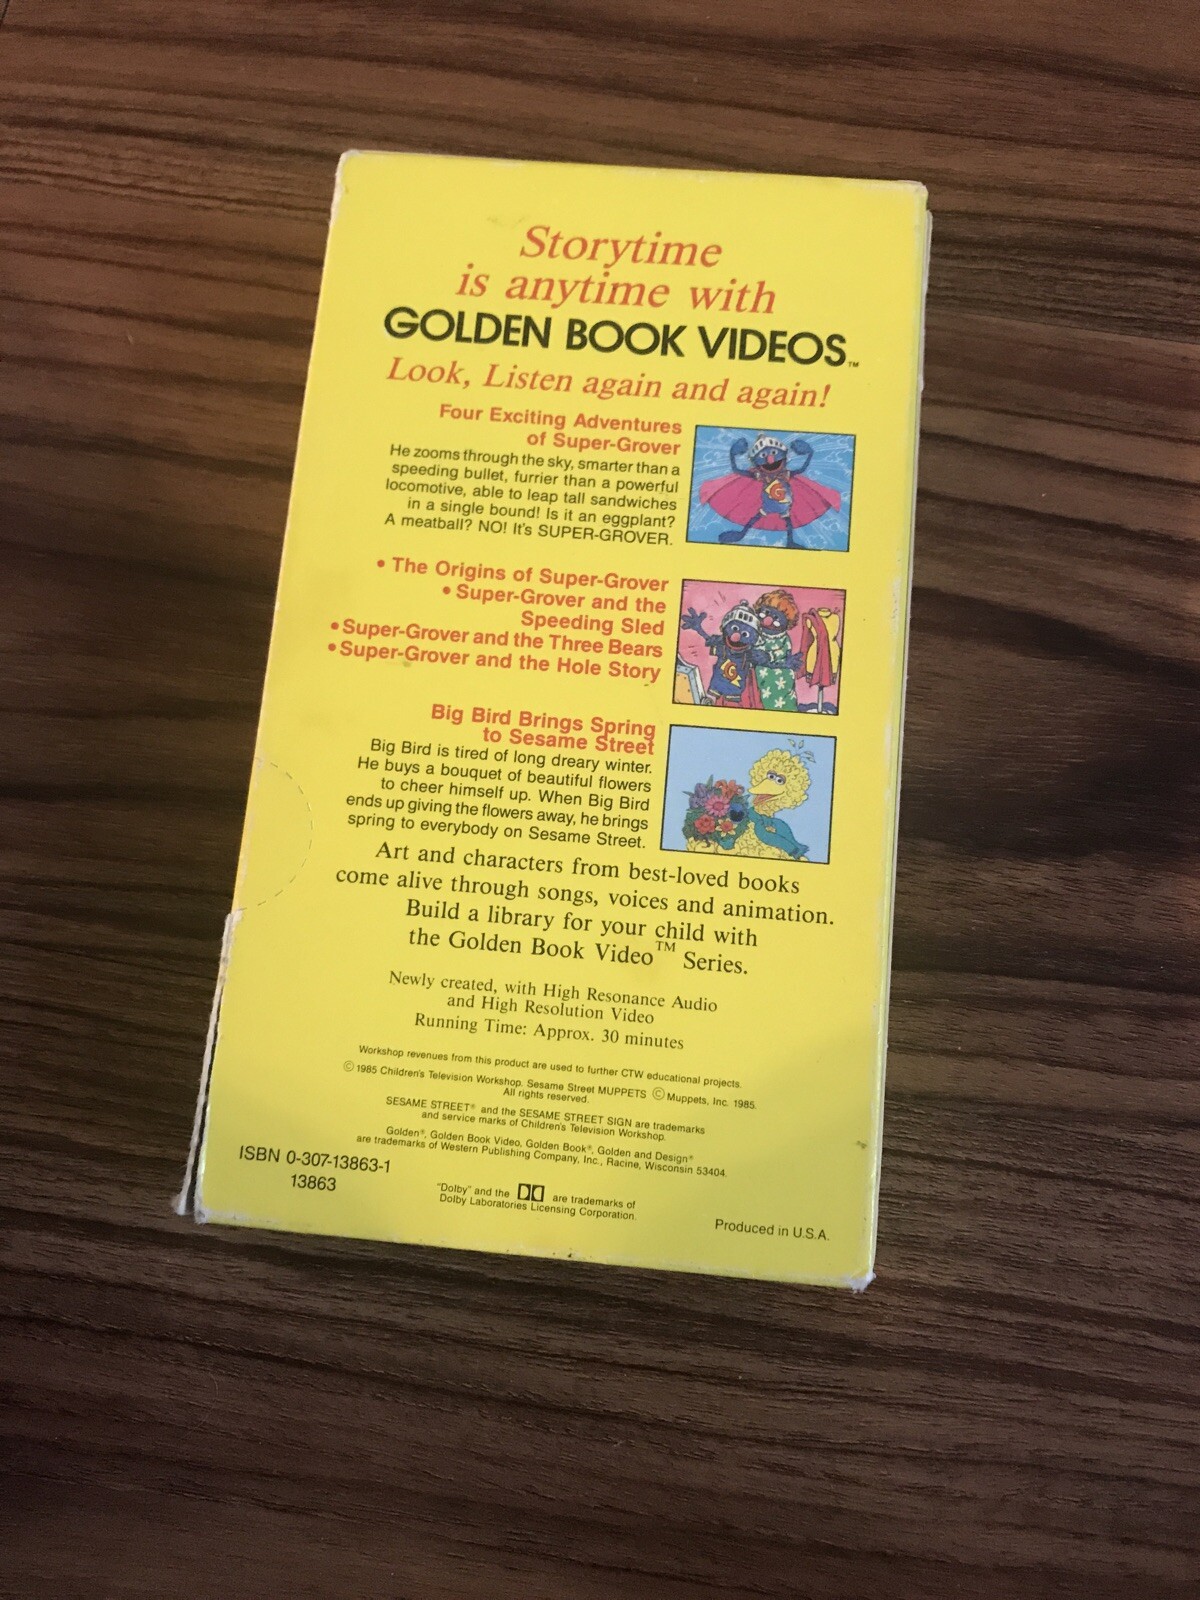 Storytime
is anytime with
GOLDEN BOOK VIDEOS™
Look, Listen again and again!
Four Exciting Adventures
of Super-Grover
He zooms through the sky, smarter than a
speeding bullet, furrier than a powerful
locomotive, able to leap tall sandwiches
in a single bound! Is it an eggplant?
A meatball? NO! It's SUPER-GROVER.
• The Origins of Super-Grover
• Super-Grover and the
Speeding Sled
• Super-Grover and the Three Bears
• Super-Grover and the Hole Story
Big Bird Brings Spring
to Sesame Street
Big Bird is tired of long dreary winter.
He buys a bouquet of beautiful flowers
to cheer himself up. When Big Bird
ends up giving the flowers away, he brings
spring to everybody on Sesame Street.
Art and characters from best-loved books
come alive through songs, voices and animation.
Build a library for your child with
the Golden Book Video™ Series.
Newly created, with High Resonance Audio
and High Resolution Video
Running Time: Approx. 30 minutes
Workshop revenues from this product are used to further CTW educational projects.
© 1985 Children's Television Workshop. Sesame Street MUPPETS © Muppets, Inc. 1985.
All rights reserved.
SESAME STREET® and the SESAME STREET SIGN are trademarks
and service marks of Children's Television Workshop.
Golden®, Golden Book Video, Golden Book®, Golden and Design®
are trademarks of Western Publishing Company, Inc., Racine, Wisconsin 53404.
ISBN 0-307-13863-1
13863
"Dolby" and the are trademarks of
Dolby Laboratories Licensing Corporation.
Produced in U.S.A.
G
G